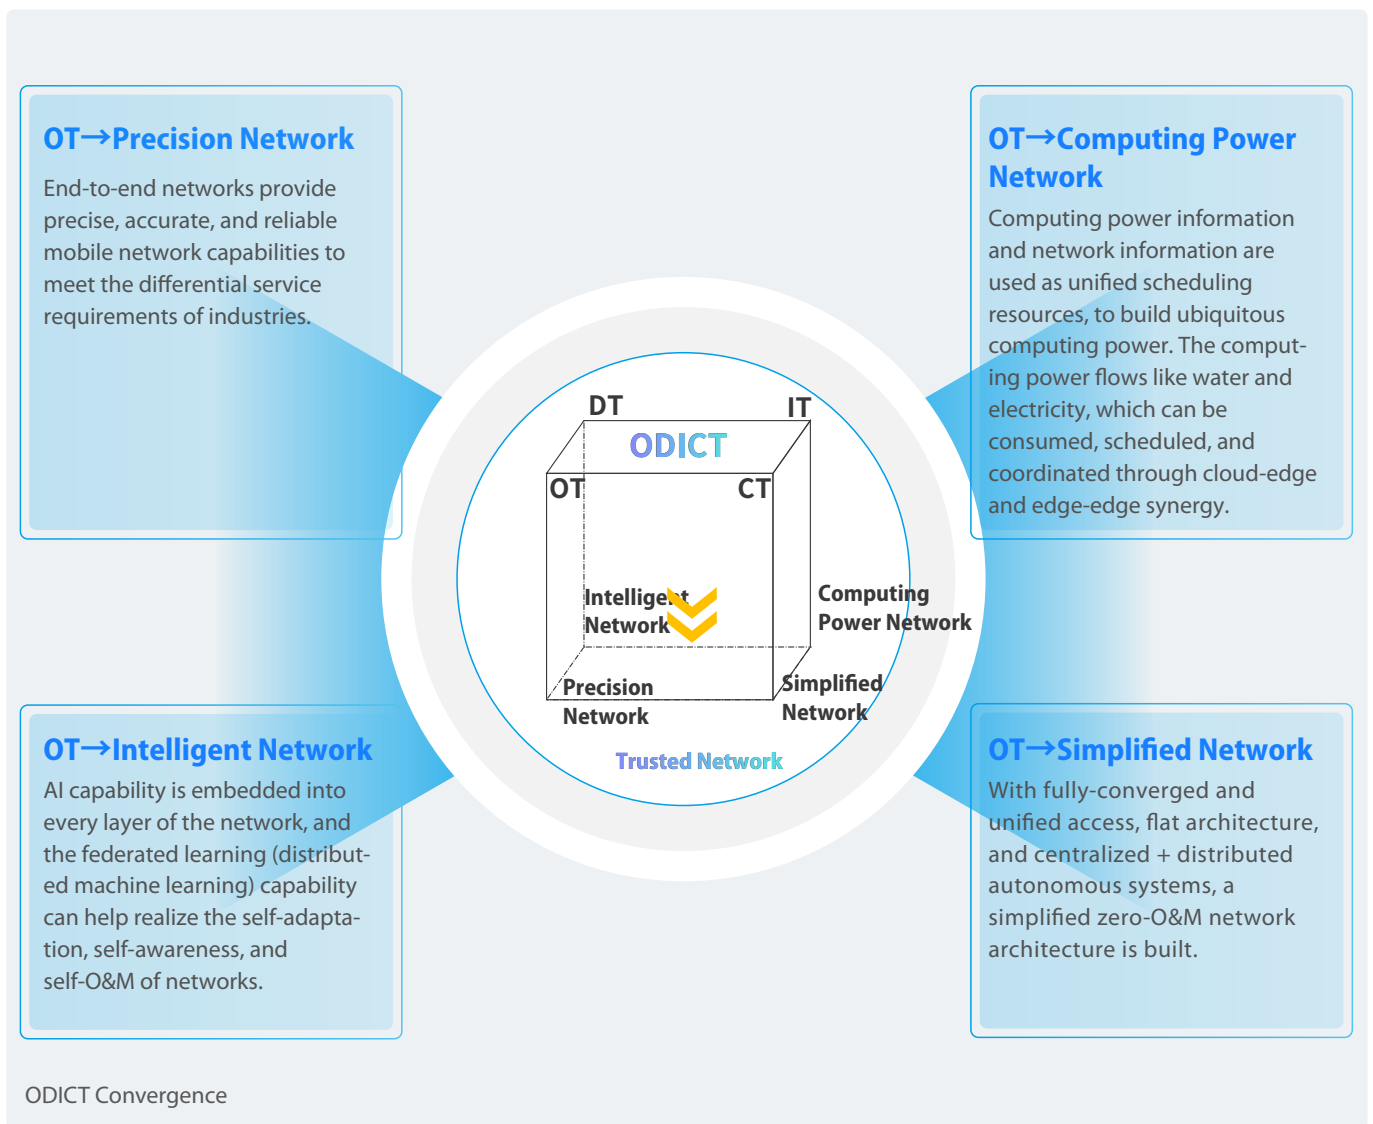 OT→Precision Network
End-to-end networks provide
precise, accurate, and reliable
mobile network capabilities to
meet the differential service
requirements of industries.
OT→Computing Power
Network
Computing power information
and network information are
used as unified scheduling
resources, to build ubiquitous
computing power. The comput-
ing power flows like water and
electricity, which can be
consumed, scheduled, and
coordinated through cloud-edge
and edge-edge synergy.
DT
IT
ODICT
OT
CT
Intelligent
Network
Computing
Power Network
Precision
Network
Simplified
Network
Trusted Network
OT→Intelligent Network
AI capability is embedded into
every layer of the network, and
the federated learning (distribut-
ed machine learning) capability
can help realize the self-adapta-
tion, self-awareness, and
self-O&M of networks.
OT→Simplified Network
With fully-converged and
unified access, flat architecture,
and centralized + distributed
autonomous systems, a
simplified zero-O&M network
architecture is built.
ODICT Convergence